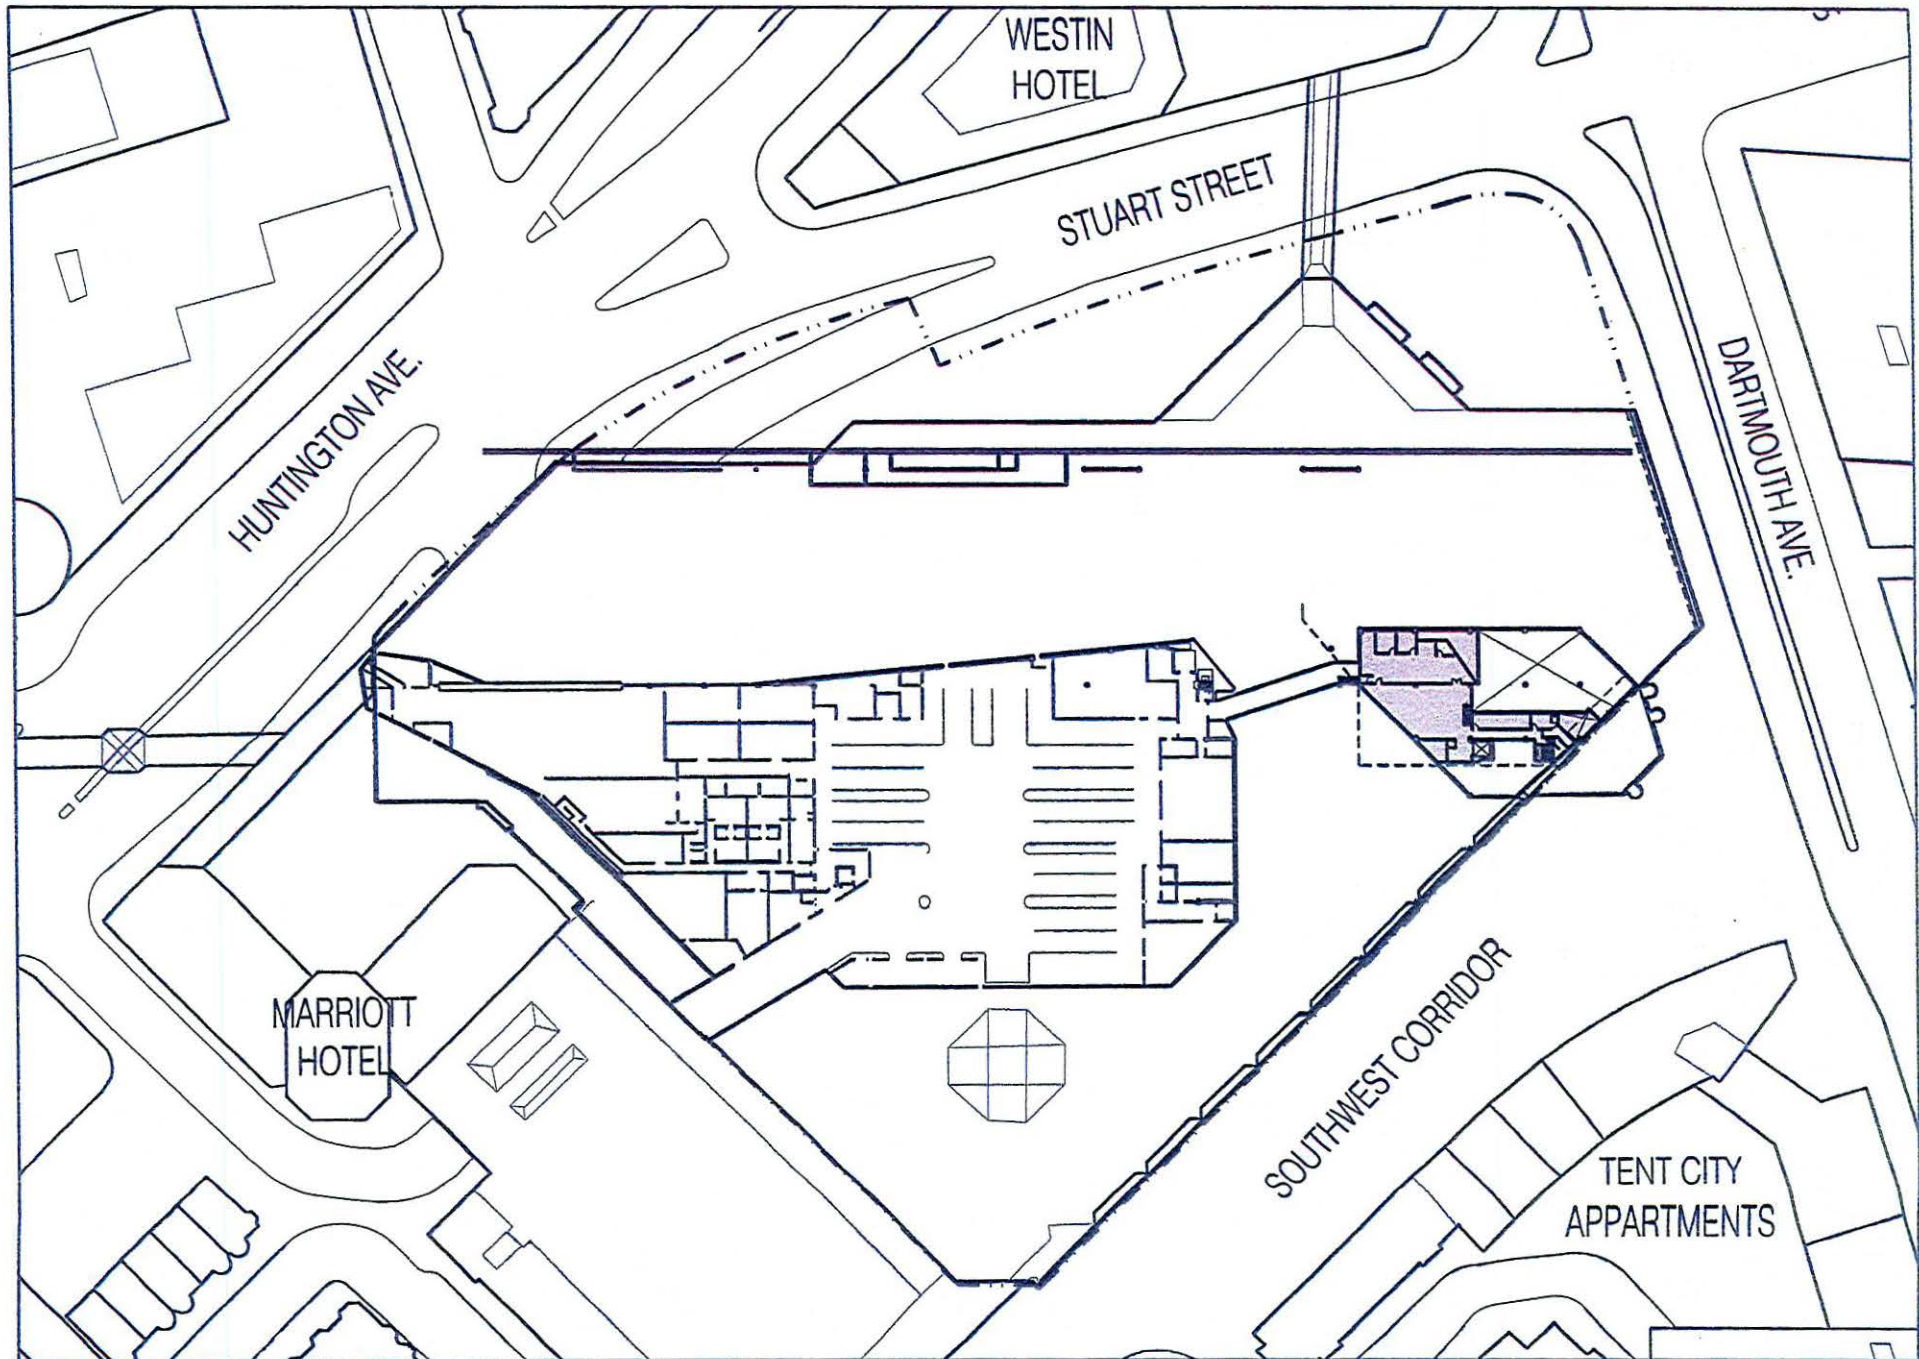 WESTIN
HOTEL
STUART STREET
HUNTINGTON AVE.
DARTMOUTH AVE.
MARRIOTT
HOTEL
SOUTHWEST CORRIDOR
TENT CITY
APPARTMENTS